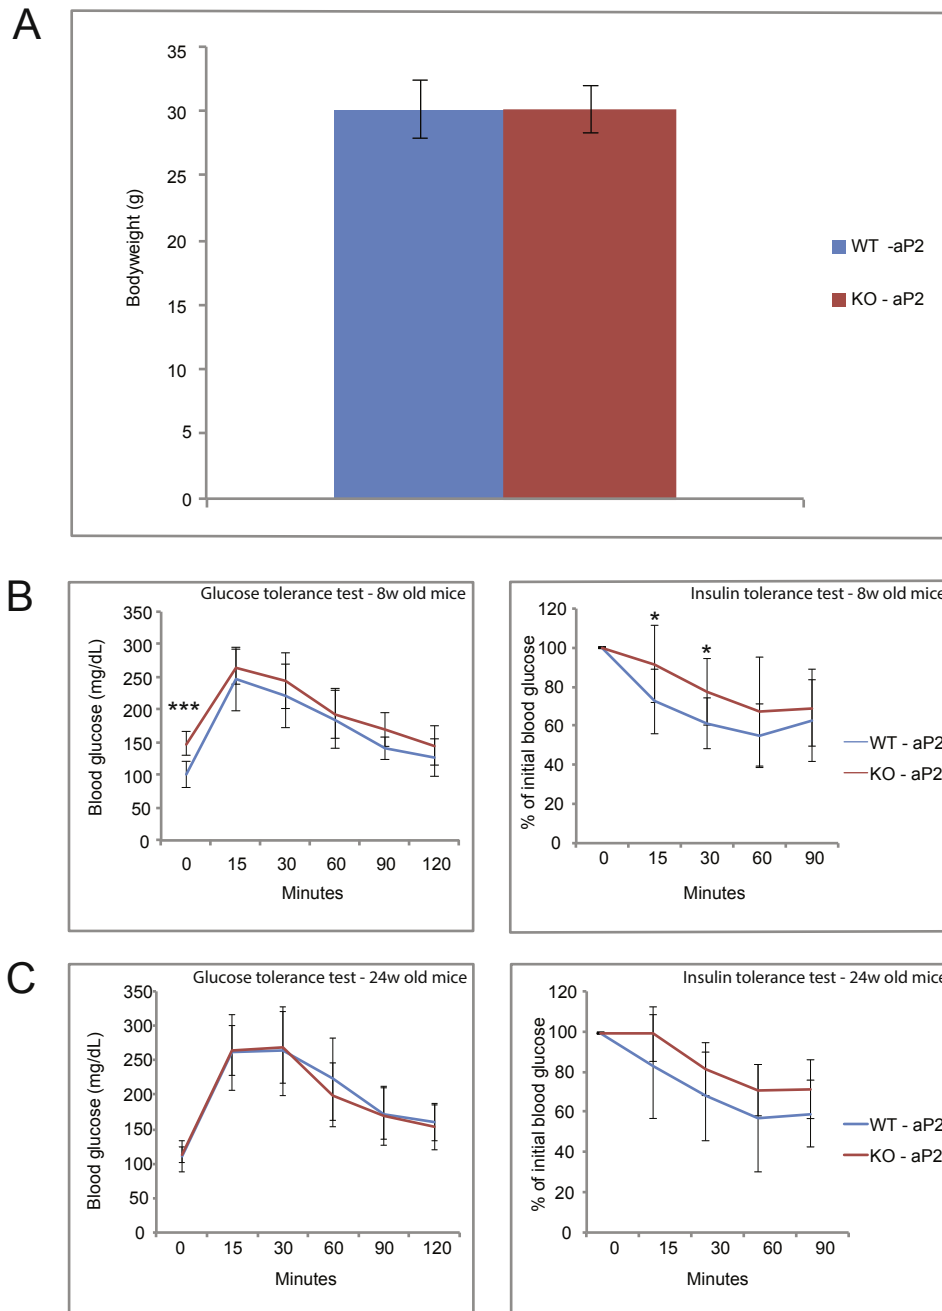 A
35
30
25
20
15
10
5
0
Bodyweight (g)
WT -aP2
KO - aP2
B
Glucose tolerance test - 8w old mice
350
300
250
200
150
100
50
0
Blood glucose (mg/dL)
***
0 15 30 60 90 120
Minutes
Insulin tolerance test - 8w old mice
120
100
80
60
40
20
0
% of initial blood glucose
*
*
0 15 30 60 90
Minutes
WT - aP2
KO - aP2
C
Glucose tolerance test - 24w old mice
350
300
250
200
150
100
50
0
Blood glucose (mg/dL)
0 15 30 60 90 120
Minutes
Insulin tolerance test - 24w old mice
120
100
80
60
40
20
0
% of initial blood glucose
0 15 30 60 90
Minutes
WT - aP2
KO - aP2